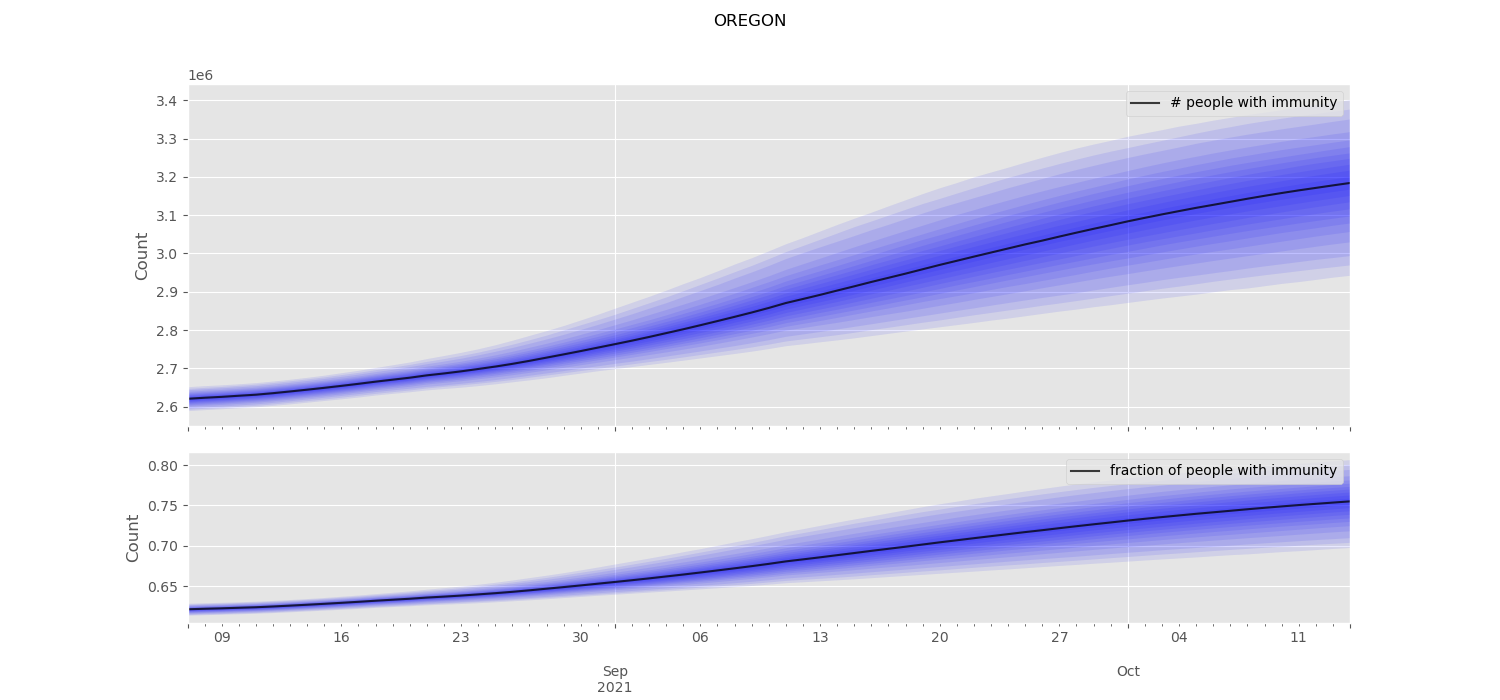 OREGON
1e6
# people with immunity
3.4
3.3
3.2
3.1
3.0
2.9
2.8
2.7
2.6
Count
fraction of people with immunity
0.80
0.75
0.70
0.65
Count
09 16 23 30 06 13 20 27 04 11
Sep Oct
2021